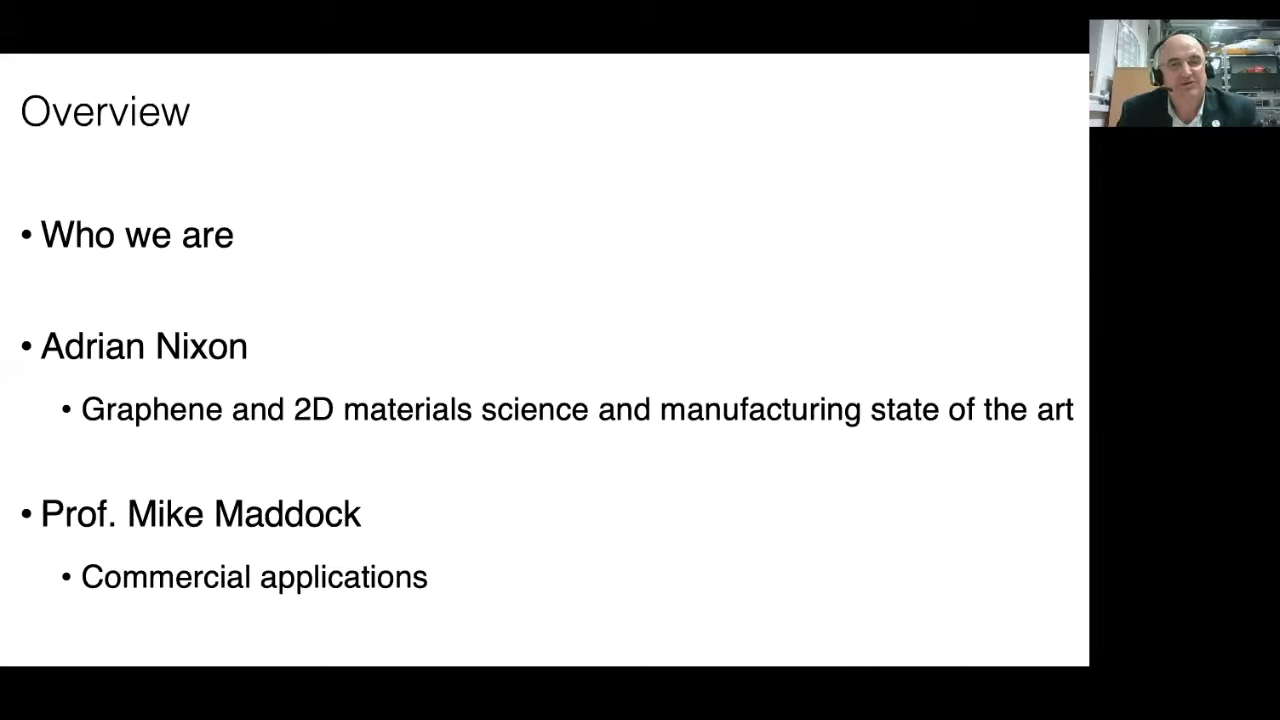 Overview
• Who we are
• Adrian Nixon
• Graphene and 2D materials science and manufacturing state of the art
• Prof. Mike Maddock
• Commercial applications